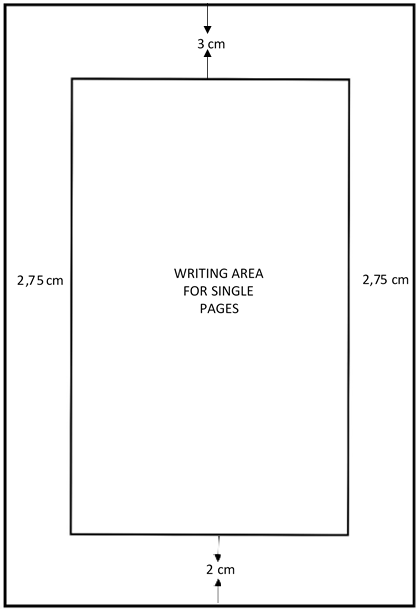 3 cm
WRITING AREA
FOR SINGLE
PAGES
2,75 cm
2,75 cm
2 cm